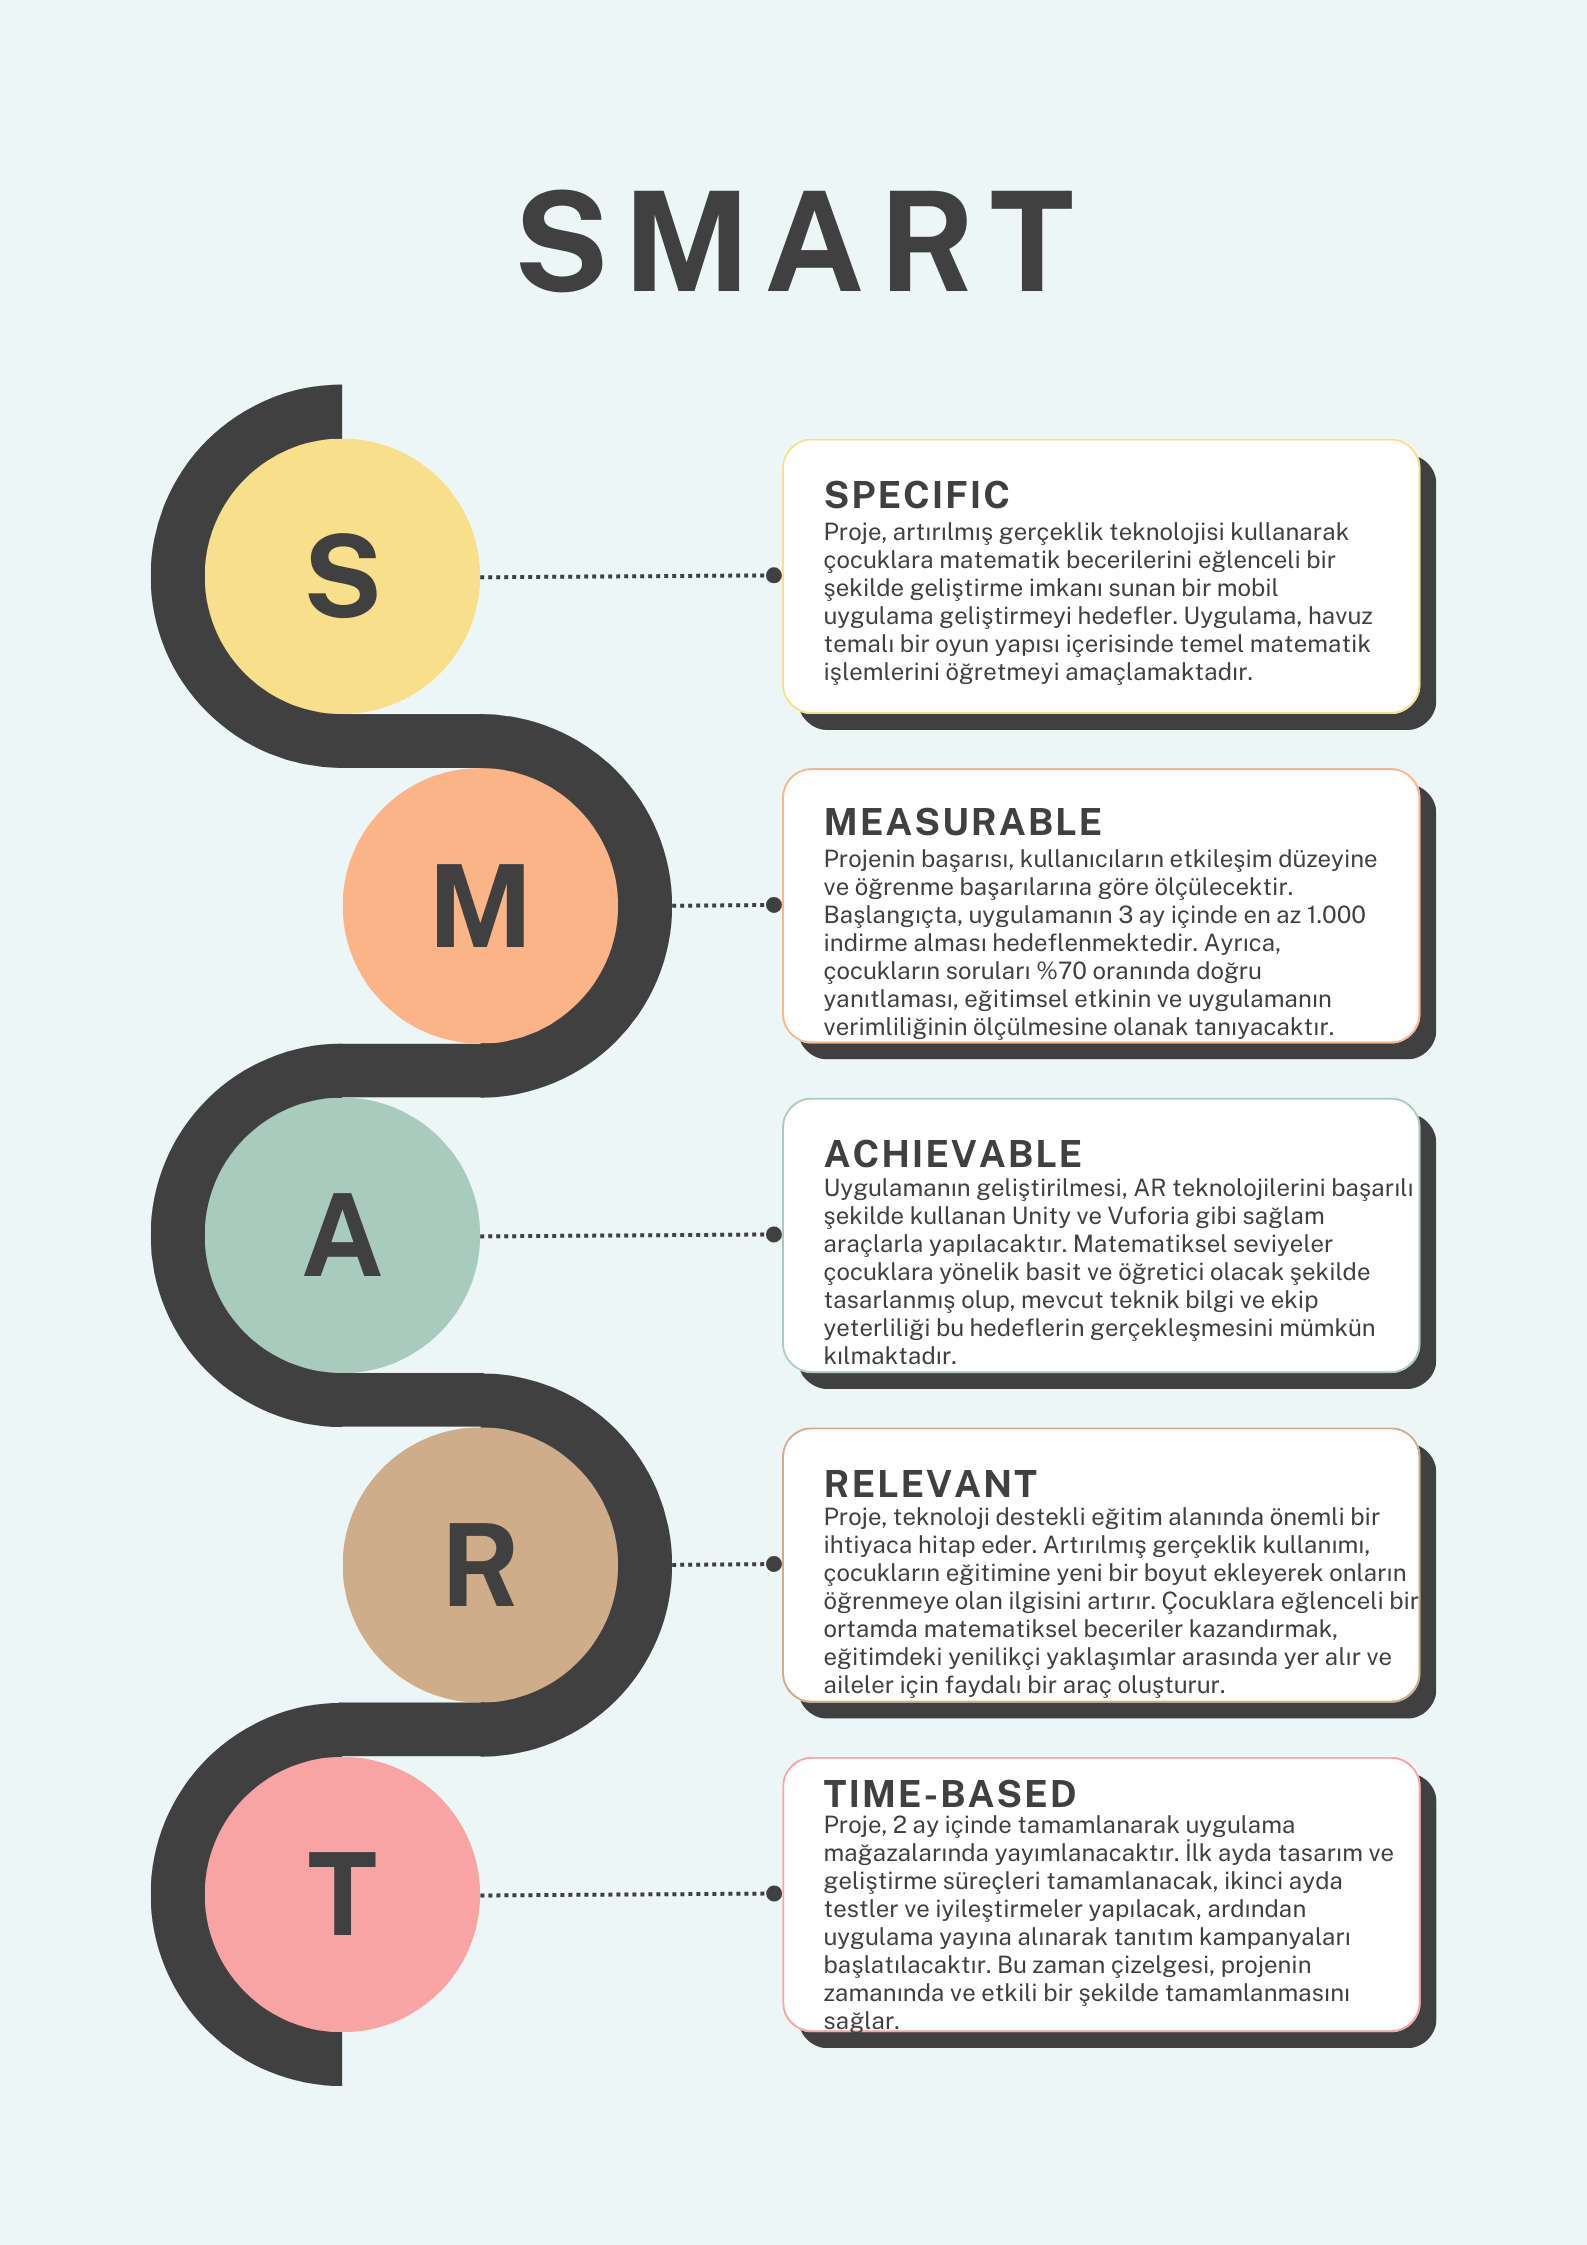 SMART
S
SPECIFIC
Proje, artırılmış gerçeklik teknolojisi kullanarak
çocuklara matematik becerilerini eğlenceli bir
şekilde geliştirme imkanı sunan bir mobil
uygulama geliştirmeyi hedefler. Uygulama, havuz
temalı bir oyun yapısı içerisinde temel matematik
işlemlerini öğretmeyi amaçlamaktadır.
M
MEASURABLE
Projenin başarısı, kullanıcıların etkileşim düzeyine
ve öğrenme başarılarına göre ölçülecektir.
Başlangıçta, uygulamanın 3 ay içinde en az 1.000
indirme alması hedeflenmektedir. Ayrıca,
çocukların soruları %70 oranında doğru
yanıtlaması, eğitimsel etkinin ve uygulamanın
verimliliğinin ölçülmesine olanak tanıyacaktır.
A
ACHIEVABLE
Uygulamanın geliştirilmesi, AR teknolojilerini başarılı
şekilde kullanan Unity ve Vuforia gibi sağlam
araçlarla yapılacaktır. Matematiksel seviyeler
çocuklara yönelik basit ve öğretici olacak şekilde
tasarlanmış olup, mevcut teknik bilgi ve ekip
yeterliliği bu hedeflerin gerçekleşmesini mümkün
kılmaktadır.
R
RELEVANT
Proje, teknoloji destekli eğitim alanında önemli bir
ihtiyaca hitap eder. Artırılmış gerçeklik kullanımı,
çocukların eğitimine yeni bir boyut ekleyerek onların
öğrenmeye olan ilgisini artırır. Çocuklara eğlenceli bir
ortamda matematiksel beceriler kazandırmak,
eğitimdeki yenilikçi yaklaşımlar arasında yer alır ve
aileler için faydalı bir araç oluşturur.
T
TIME-BASED
Proje, 2 ay içinde tamamlanarak uygulama
mağazalarında yayımlanacaktır. İlk ayda tasarım ve
geliştirme süreçleri tamamlanacak, ikinci ayda
testler ve iyileştirmeler yapılacak, ardından
uygulama yayına alınarak tanıtım kampanyaları
başlatılacaktır. Bu zaman çizelgesi, projenin
zamanında ve etkili bir şekilde tamamlanmasını
sağlar.